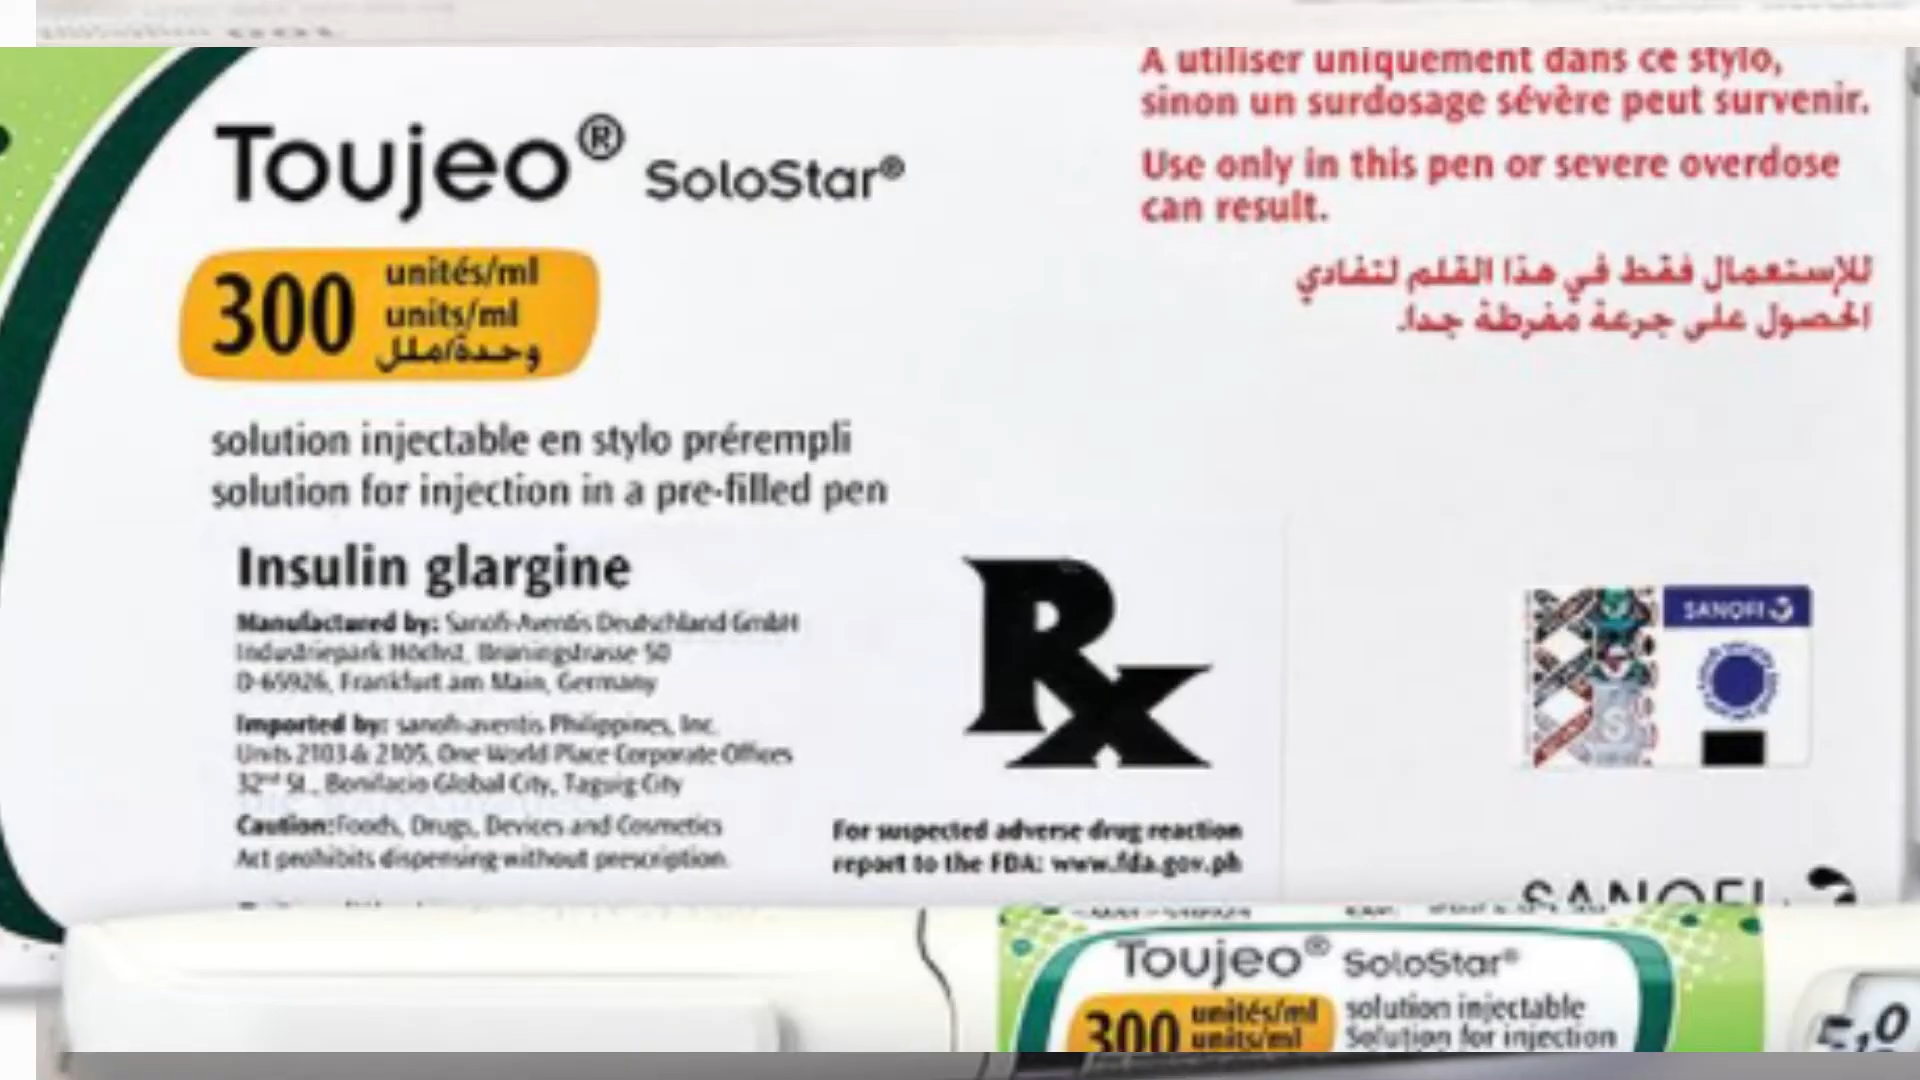 Toujeo® SoloStar®
300 unités/ml
units/ml
وحدة/ملل
solution injectable en stylo prérempli
solution for injection in a pre-filled pen
A utiliser uniquement dans ce stylo,
sinon un surdosage sévère peut survenir.
Use only in this pen or severe overdose
can result.
للإستعمال فقط في هذا القلم لتفادي
الحصول على جرعة مفرطة جدا.
Insulin glargine
Manufactured by: Sanofi-Aventis Deutschland GmbH
Industriepark Höchst, Brüningstrasse 50
D-65926, Frankfurt am Main, Germany
Imported by: sanofi-aventis Philippines, Inc.
Units 2103 & 2105, One World Place Corporate Offices
32nd St., Bonifacio Global City, Taguig City
Caution: Foods, Drugs, Devices and Cosmetics
Act prohibits dispensing without prescription.
Rx
For suspected adverse drug reaction
report to the FDA: www.fda.gov.ph
SANOFI
SANOFI
Toujeo® SoloStar®
300 unités/ml
units/ml
solution injectable
Solution for injection